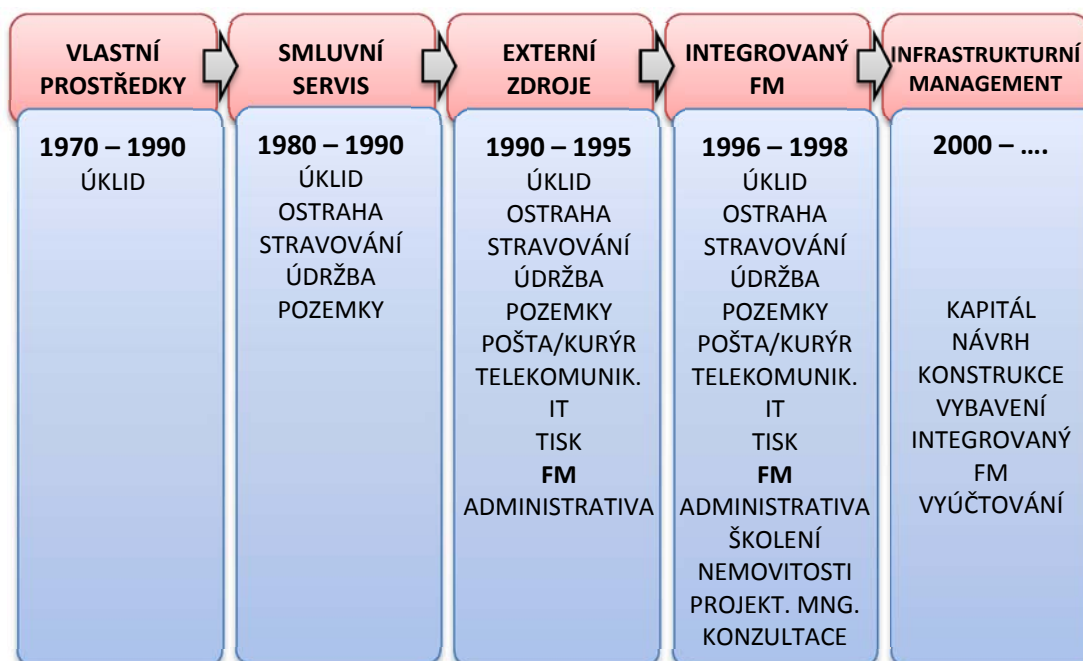 VLASTNÍ
PROSTŘEDKY
SMLUVNÍ
SERVIS
EXTERNÍ
ZDROJE
INTEGROVANÝ
FM
INFRASTRUKTURNÍ
MANAGEMENT
1970 – 1990
ÚKLID
1980 – 1990
ÚKLID
OSTRAHA
STRAVOVÁNÍ
ÚDRŽBA
POZEMKY
1990 – 1995
ÚKLID
OSTRAHA
STRAVOVÁNÍ
ÚDRŽBA
POZEMKY
POŠTA/KURÝR
TELEKOMUNIK.
IT
TISK
FM
ADMINISTRATIVA
1996 – 1998
ÚKLID
OSTRAHA
STRAVOVÁNÍ
ÚDRŽBA
POZEMKY
POŠTA/KURÝR
TELEKOMUNIK.
IT
TISK
FM
ADMINISTRATIVA
ŠKOLENÍ
NEMOVITOSTI
PROJEKT. MNG.
KONZULTACE
2000 – ....
KAPITÁL
NÁVRH
KONSTRUKCE
VYBAVENÍ
INTEGROVANÝ
FM
VYÚČTOVÁNÍ